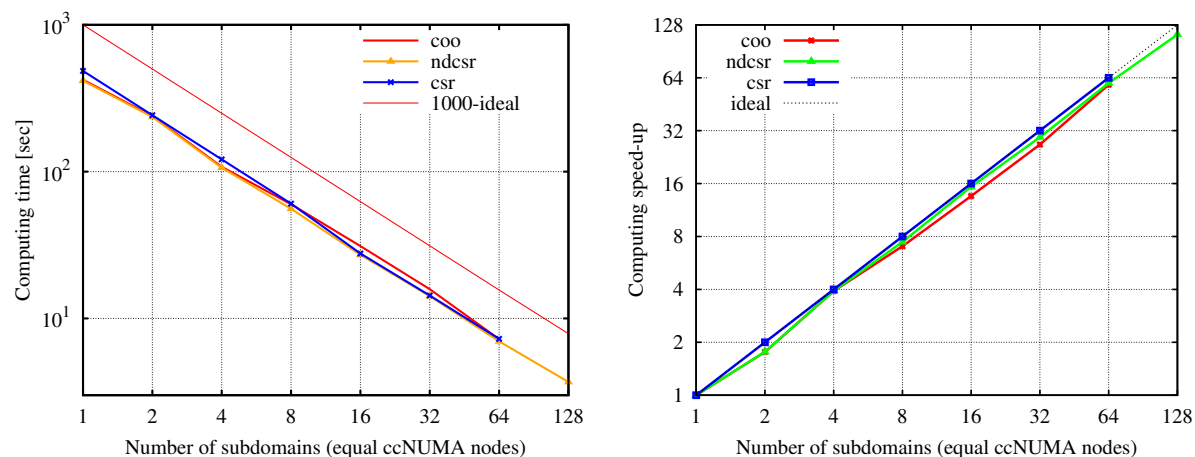 10^3
10^2
10^1
Computing time [sec]
coo
ndcsr
csr
1000-ideal
1 2 4 8 16 32 64 128
Number of subdomains (equal ccNUMA nodes)
128
64
32
16
8
4
2
1
Computing speed-up
coo
ndcsr
csr
ideal
1 2 4 8 16 32 64 128
Number of subdomains (equal ccNUMA nodes)